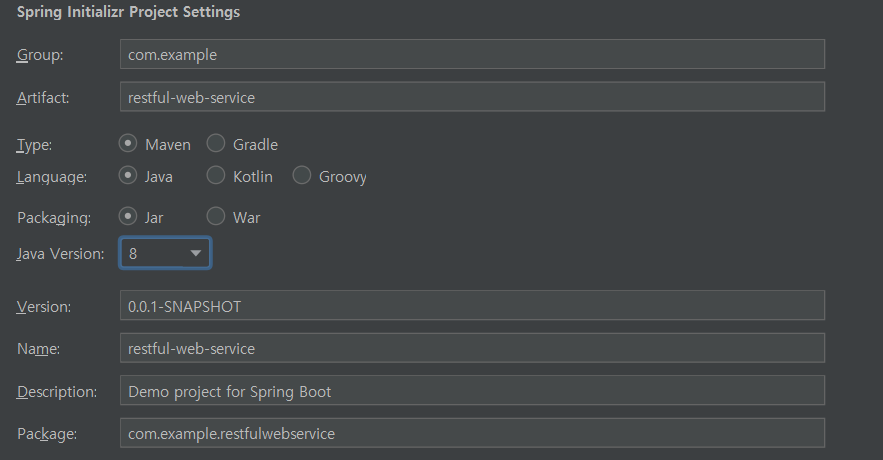 Spring Initializr Project Settings
Group: com.example
Artifact: restful-web-service
Type: Maven Gradle
Language: Java Kotlin Groovy
Packaging: Jar War
Java Version: 8
Version: 0.0.1-SNAPSHOT
Name: restful-web-service
Description: Demo project for Spring Boot
Package: com.example.restfulwebservice